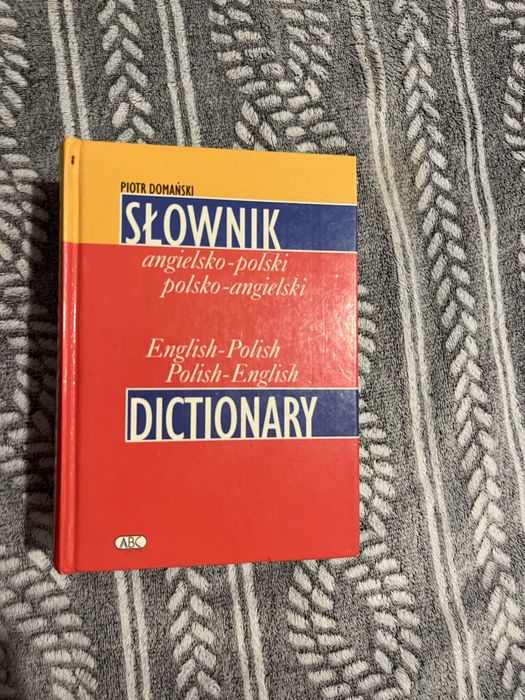 PIOTR DOMAŃSKI
SŁOWNIK
angielsko-polski
polsko-angielski
English-Polish
Polish-English
DICTIONARY
ABC